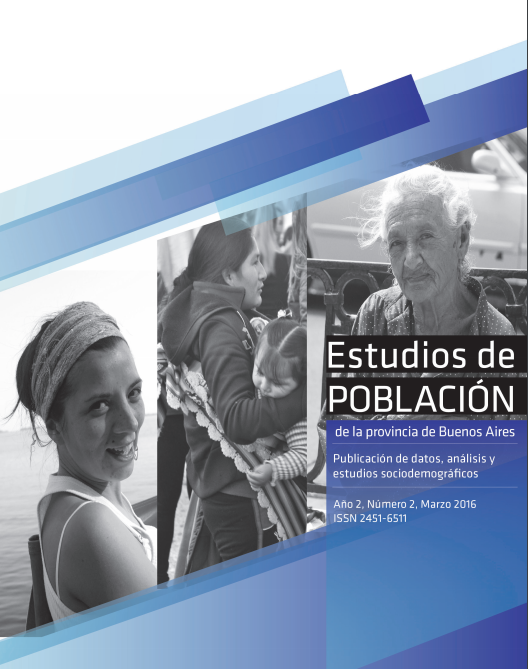 Estudios de
POBLACIÓN
de la provincia de Buenos Aires
Publicación de datos, análisis y
estudios sociodemográficos
Año 2, Número 2, Marzo 2016
ISSN 2451-6511